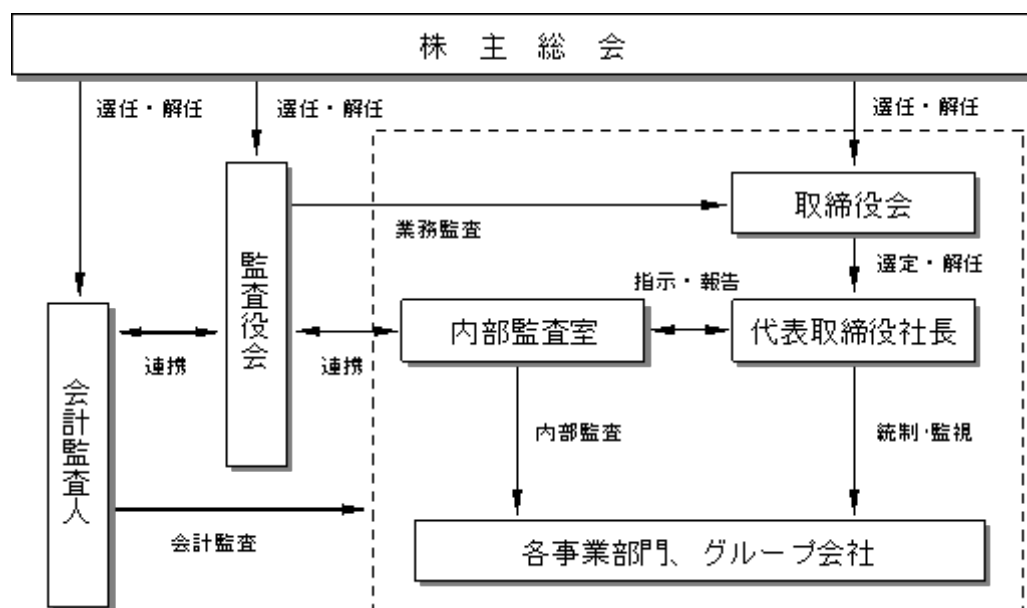 株主総会
選任・解任
選任・解任
選任・解任
取締役会
業務監査
監査役会
選定・解任
指示・報告
内部監査室
代表取締役社長
連携
連携
会計監査人
内部監査
統制・監視
会計監査
各事業部門、グループ会社